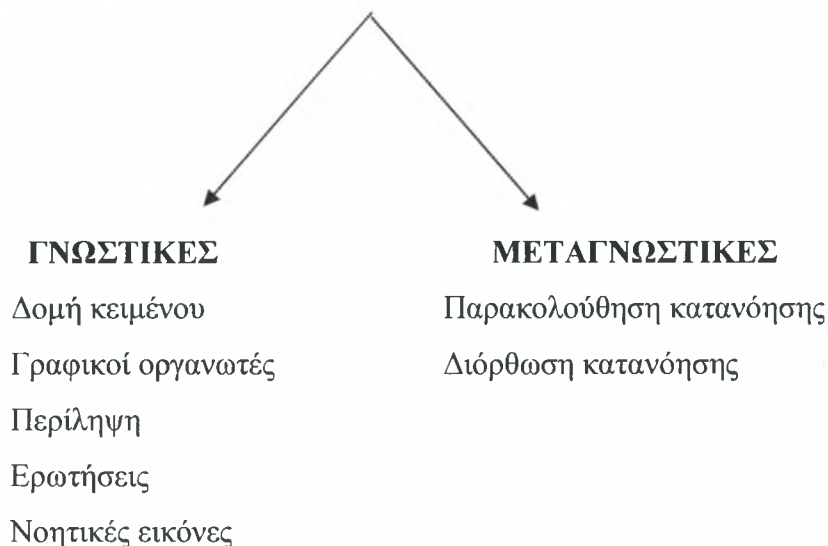 ΓΝΩΣΤΙΚΕΣ
Δομή κειμένου
Γραφικοί οργανωτές
Περίληψη
Ερωτήσεις
Νοητικές εικόνες
ΜΕΤΑΓΝΩΣΤΙΚΕΣ
Παρακολούθηση κατανόησης
Διόρθωση κατανόησης